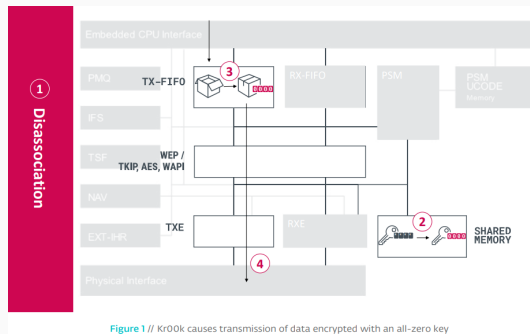 Embedded CPU Interface
1
Disassociation
PMQ
TX-FIFO
3
0000
RX-FIFO
PSM
PSM
UCODE
Memory
IFS
TSF
WEP /
TKIP, AES, WAPI
NAV
TXE
RXE
2
0000
SHARED
MEMORY
EXT-IHR
4
Physical Interface
Figure 1 // Kr00k causes transmission of data encrypted with an all-zero key